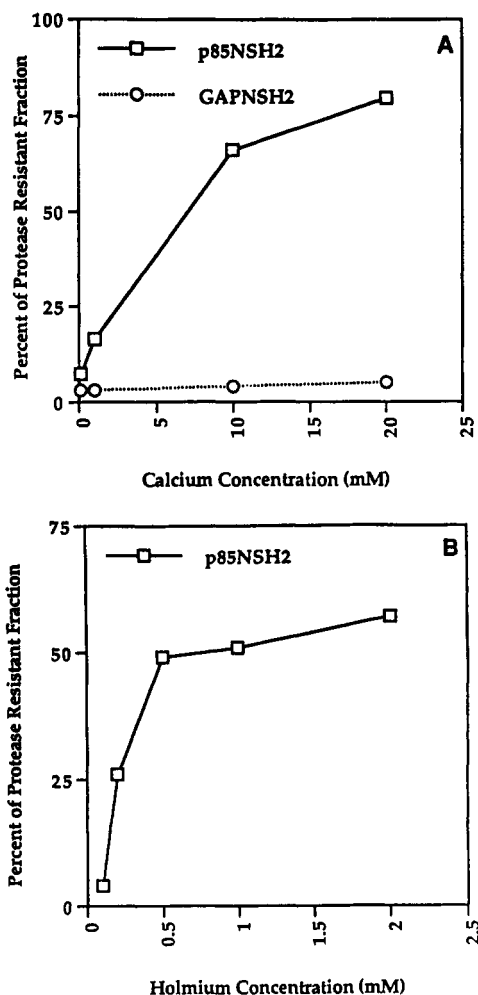 A
p85NSH2
GAPNSH2
Percent of Protease Resistant Fraction
100
75
50
25
0
0
5
10
15
20
25
Calcium Concentration (mM)
B
p85NSH2
Percent of Protease Resistant Fraction
75
50
25
0
0
0.5
1
1.5
2
2.5
Holmium Concentration (mM)